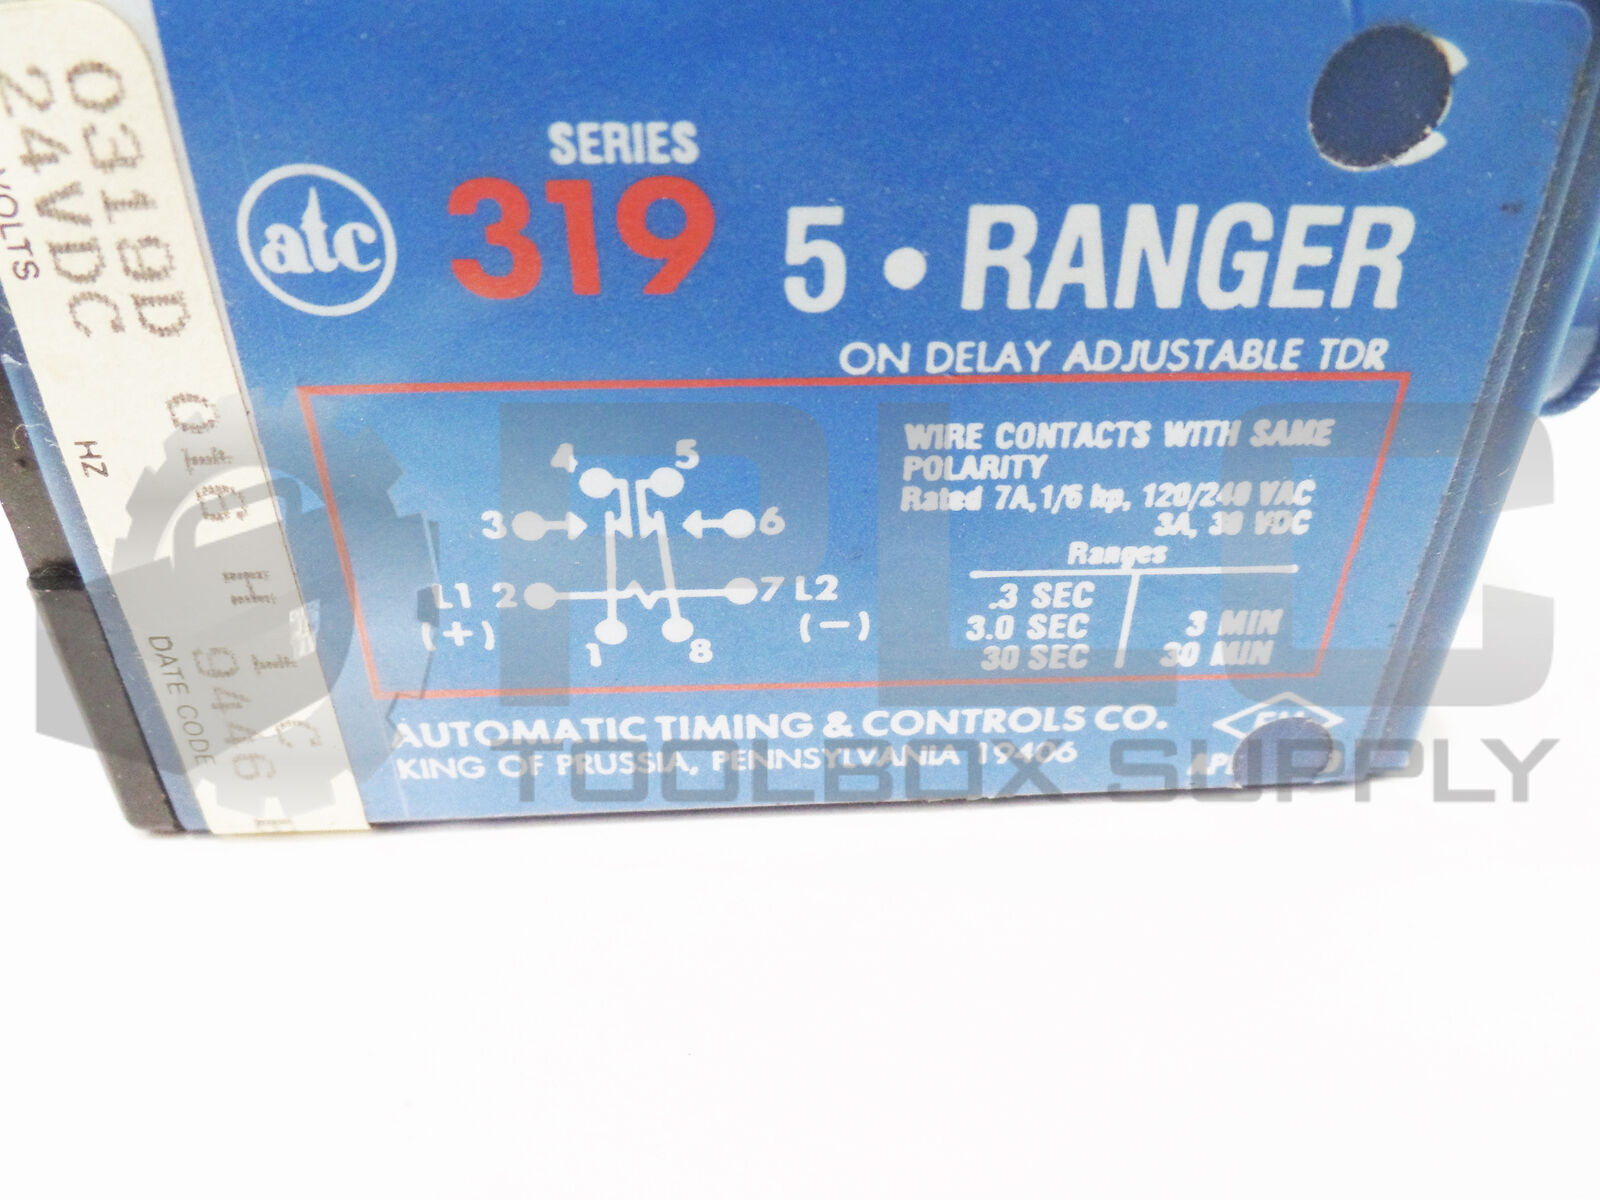 SERIES
atc
319
5 • RANGER
ON DELAY ADJUSTABLE TDR
4
5
3
6
L1 2
7 L2
(+)
(-)
1
8
WIRE CONTACTS WITH SAME
POLARITY
Rated 7A, 1/6 hp, 120/240 VAC
3A, 30 VDC
Ranges
.3 SEC
3.0 SEC
3 MIN
30 SEC
30 MIN
AUTOMATIC TIMING & CONTROLS CO.
KING OF PRUSSIA, PENNSYLVANIA 19406
24VDC
VOLTS
HZ
9446
DATE CODE
PLC
TOOLBOX SUPPLY